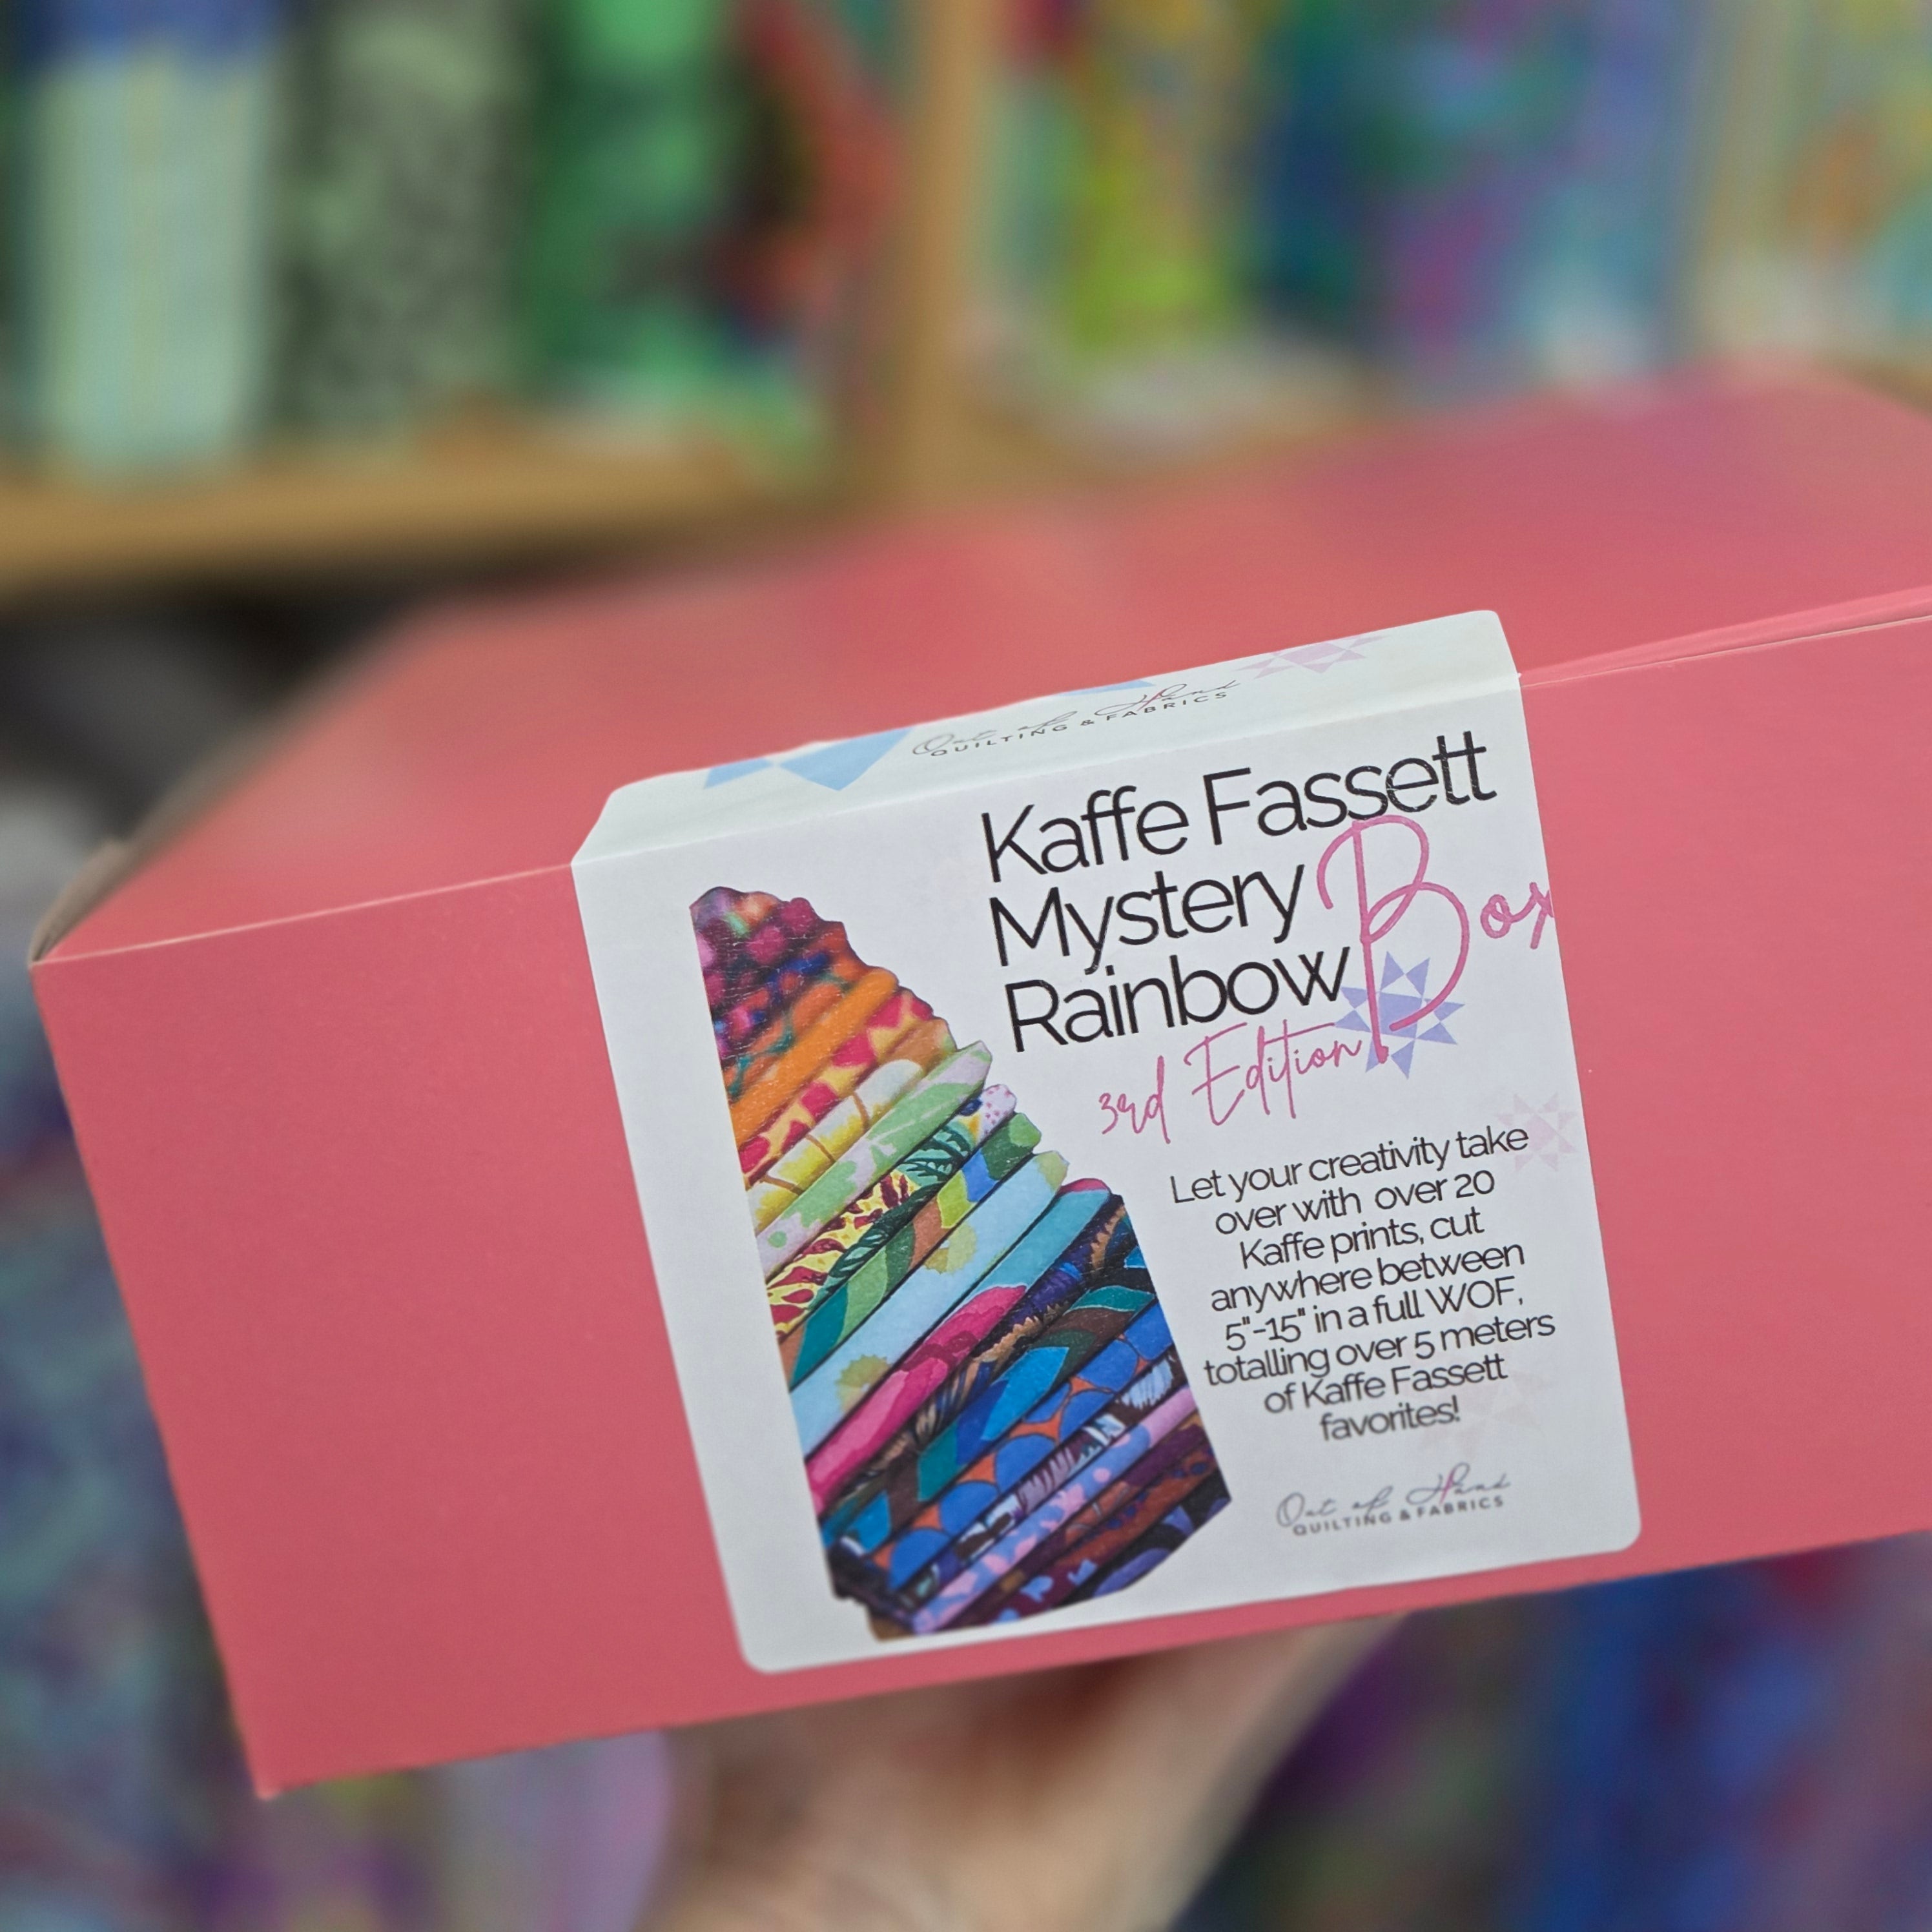 Out of Hand
QUILTING & FABRICS
Kaffe Fassett
Mystery Box
Rainbow
3rd Edition
Let your creativity take
over with over 20
Kaffe prints, cut
anywhere between
5"-15" in a full WOF,
totalling over 5 meters
of Kaffe Fassett
favorites!
Out of Hand
QUILTING & FABRICS